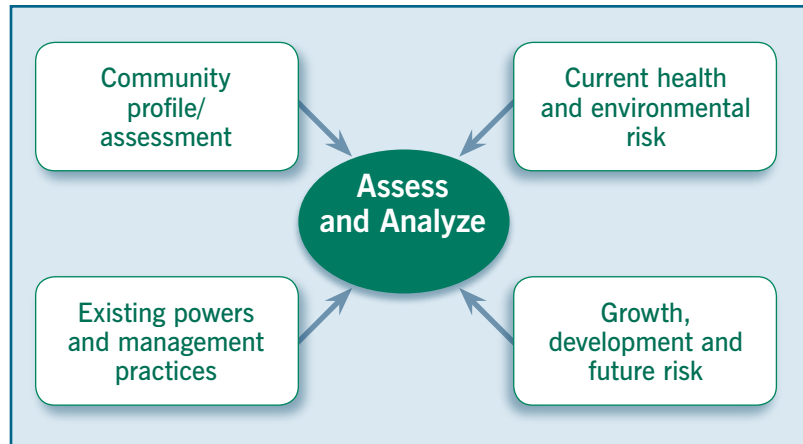 Community
profile/
assessment
Current health
and environmental
risk
Assess
and Analyze
Existing powers
and management
practices
Growth,
development and
future risk